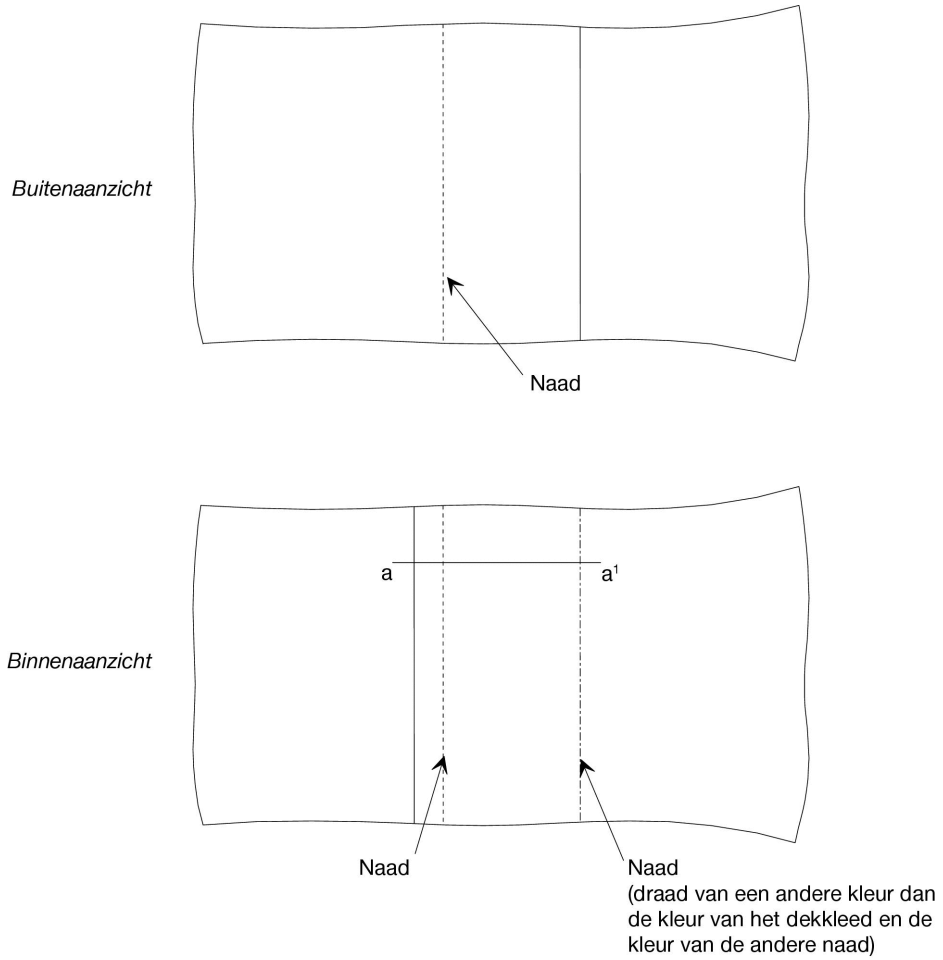 Buitenaanzicht
Naad
a
a¹
Binnenaanzicht
Naad
Naad
(draad van een andere kleur dan
de kleur van het dekkleed en de
kleur van de andere naad)